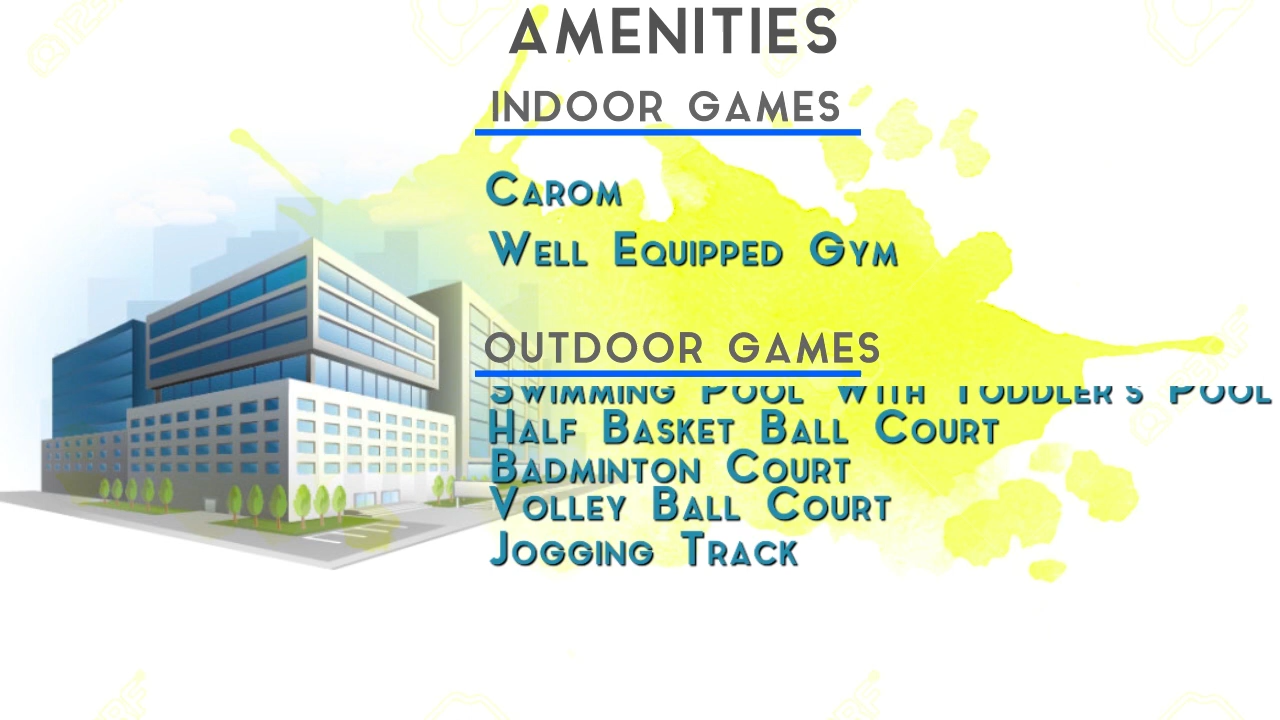 AMENITIES
INDOOR GAMES
CAROM
WELL EQUIPPED GYM
OUTDOOR GAMES
SWIMMING POOL WITH TODDLER'S POOL
HALF BASKET BALL COURT
BADMINTON COURT
VOLLEY BALL COURT
JOGGING TRACK